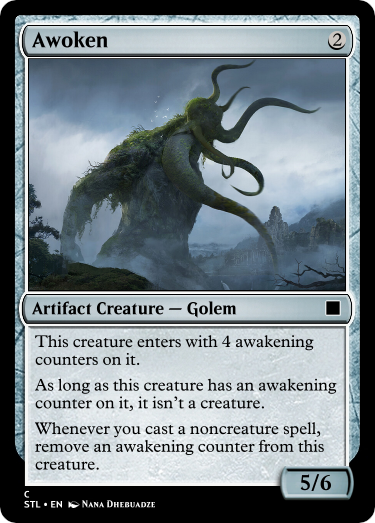 Awoken 2
Artifact Creature — Golem
This creature enters with 4 awakening
counters on it.
As long as this creature has an awakening
counter on it, it isn't a creature.
Whenever you cast a noncreature spell,
remove an awakening counter from this
creature.
5/6
C
STL • EN Nana Dhebuadze